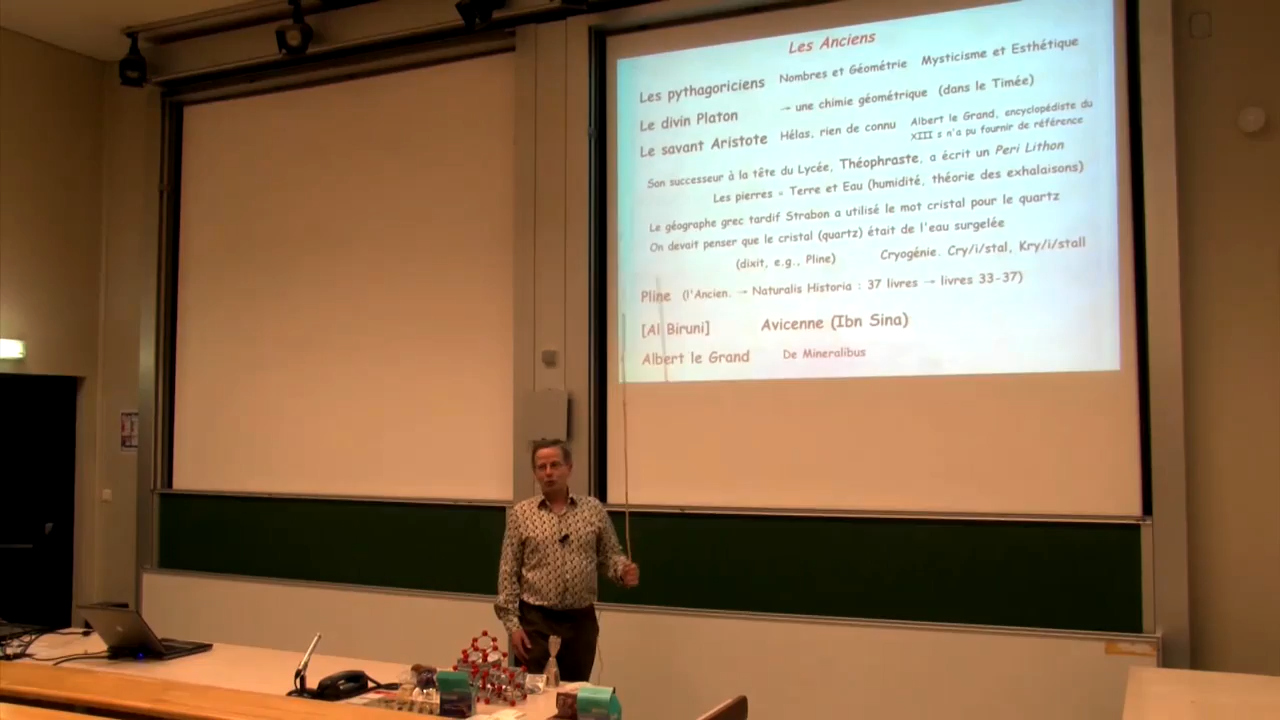 Les Anciens
Les pythagoriciens Nombres et Géométrie Mysticisme et Esthétique
Le divin Platon → une chimie géométrique (dans le Timée)
Le savant Aristote Hélas, rien de connu Albert le Grand, encyclopédiste du
XIII s n'a pu fournir de référence
Son successeur à la tête du Lycée, Théophraste, a écrit un Peri Lithon
Les pierres = Terre et Eau (humidité, théorie des exhalaisons)
Le géographe grec tardif Strabon a utilisé le mot cristal pour le quartz
On devait penser que le cristal (quartz) était de l'eau surgelée
(dixit, e.g., Pline) Cryogénie. Cry/i/stal, Kry/i/stall
Pline (l'Ancien. → Naturalis Historia : 37 livres → livres 33-37)
[Al Biruni] Avicenne (Ibn Sina)
Albert le Grand De Mineralibus